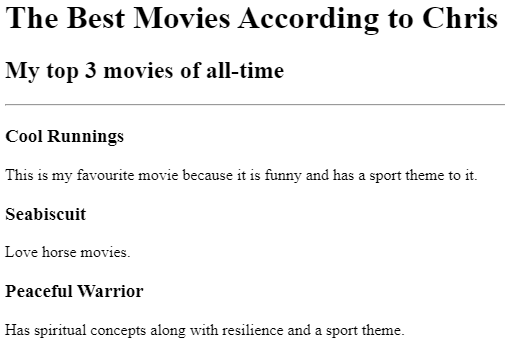 The Best Movies According to Chris
My top 3 movies of all-time
Cool Runnings
This is my favourite movie because it is funny and has a sport theme to it.
Seabiscuit
Love horse movies.
Peaceful Warrior
Has spiritual concepts along with resilience and a sport theme.